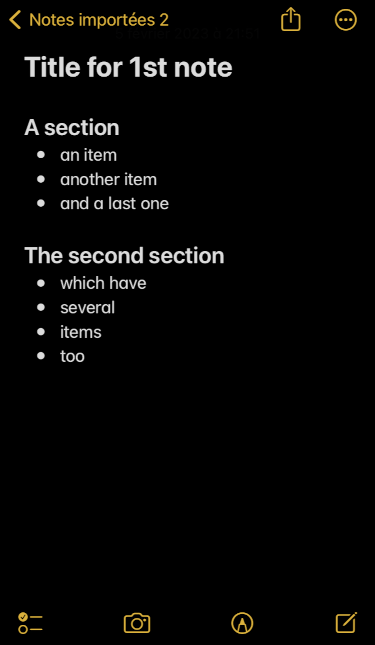 Notes importées 2
Title for 1st note
A section
• an item
• another item
• and a last one
The second section
• which have
• several
• items
• too